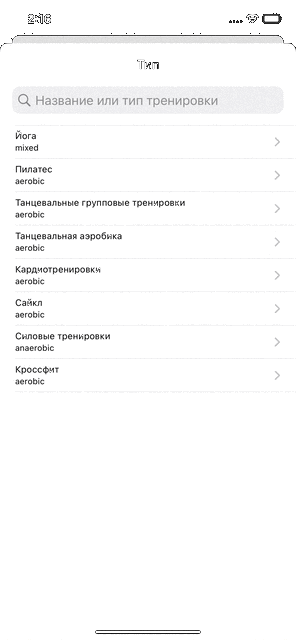 2:16
Тип
Название или тип тренировки
Йога
mixed
Пилатес
aerobic
Танцевальные групповые тренировки
aerobic
Танцевальная аэробика
aerobic
Кардиотренировки
aerobic
Сайкл
aerobic
Силовые тренировки
anaerobic
Кроссфит
aerobic